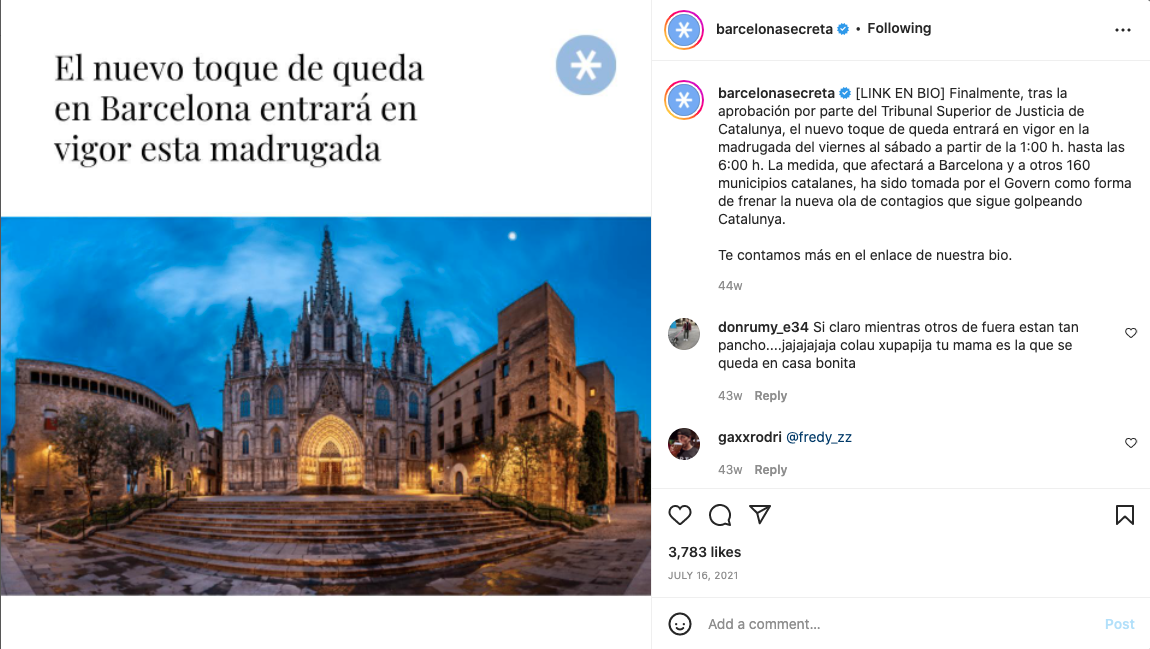 El nuevo toque de queda
en Barcelona entrará en
vigor esta madrugada
barcelonasecreta • Following
barcelonasecreta [LINK EN BIO] Finalmente, tras la
aprobación por parte del Tribunal Superior de Justicia de
Catalunya, el nuevo toque de queda entrará en vigor en la
madrugada del viernes al sábado a partir de la 1:00 h. hasta las
6:00 h. La medida, que afectará a Barcelona y a otros 160
municipios catalanes, ha sido tomada por el Govern como forma
de frenar la nueva ola de contagios que sigue golpeando
Catalunya.
Te contamos más en el enlace de nuestra bio.
44w
donrumy_e34 Si claro mientras otros de fuera estan tan
pancho....jajajajaja colau xupapija tu mama es la que se
queda en casa bonita
43w Reply
gaxxrodri @fredy_zz
43w Reply
3,783 likes
JULY 16, 2021
Add a comment...
Post